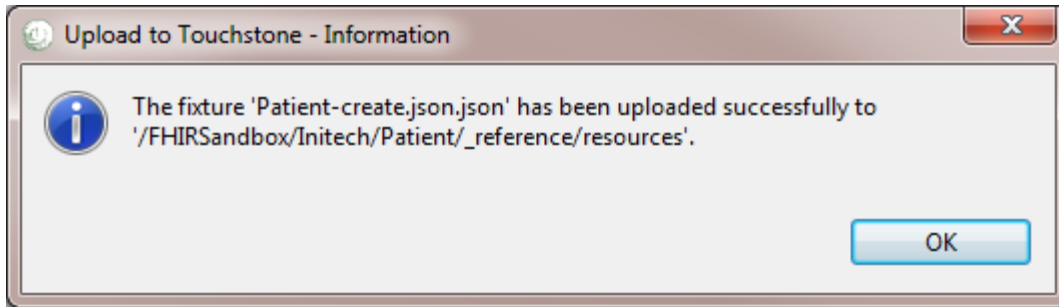 Upload to Touchstone - Information
The fixture 'Patient-create.json.json' has been uploaded successfully to
'/FHIRSandbox/Initech/Patient/_reference/resources'.
OK